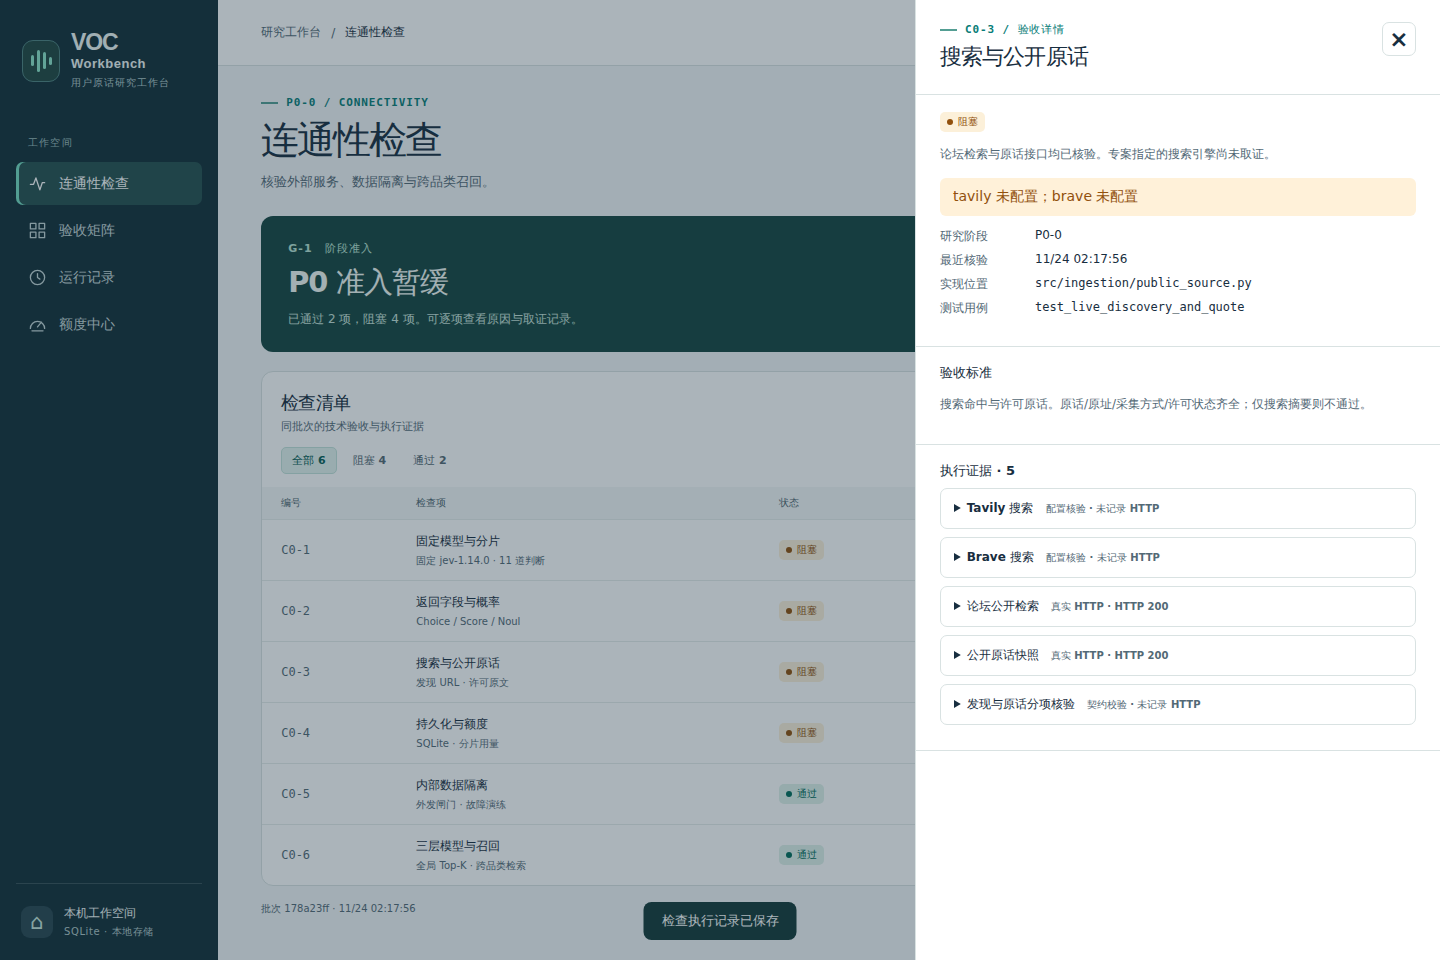 VOC
Workbench
用户原话研究工作台
工作空间
连通性检查
验收矩阵
运行记录
额度中心
本机工作空间
SQLite · 本地存储
研究工作台 / 连通性检查
P0-0 / CONNECTIVITY
连通性检查
核验外部服务、数据隔离与跨品类召回。
G-1 阶段准入
P0 准入暂缓
已通过 2 项，阻塞 4 项。可逐项查看原因与取证记录。
检查清单
同批次的技术验收与执行证据
全部 6 阻塞 4 通过 2
编号 检查项 状态
C0-1 固定模型与分片 阻塞
固定 jev-1.14.0 · 11 道判断
C0-2 返回字段与概率 阻塞
Choice / Score / Noul
C0-3 搜索与公开原话 阻塞
发现 URL · 许可原文
C0-4 持久化与额度 阻塞
SQLite · 分片用量
C0-5 内部数据隔离 通过
外发闸门 · 故障演练
C0-6 三层模型与召回 通过
全局 Top-K · 跨品类检索
批次 178a23ff · 11/24 02:17:56
检查执行记录已保存
C0-3 / 验收详情
搜索与公开原话
×
阻塞
论坛检索与原话接口均已核验。专案指定的搜索引擎尚未取证。
tavily 未配置；brave 未配置
研究阶段 P0-0
最近核验 11/24 02:17:56
实现位置 src/ingestion/public_source.py
测试用例 test_live_discovery_and_quote
验收标准
搜索命中与许可原话。原话/原址/采集方式/许可状态齐全；仅搜索摘要则不通过。
执行证据 · 5
Tavily 搜索 配置核验 · 未记录 HTTP
Brave 搜索 配置核验 · 未记录 HTTP
论坛公开检索 真实 HTTP · HTTP 200
公开原话快照 真实 HTTP · HTTP 200
发现与原话分项核验 契约校验 · 未记录 HTTP